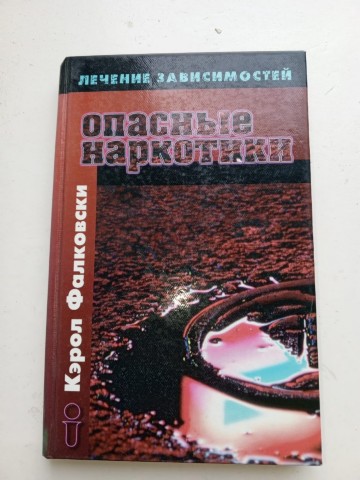 ЛЕЧЕНИЕ ЗАВИСИМОСТЕЙ
ОПАСНЫЕ
НАРКОТИКИ
Кэрол Фалковски